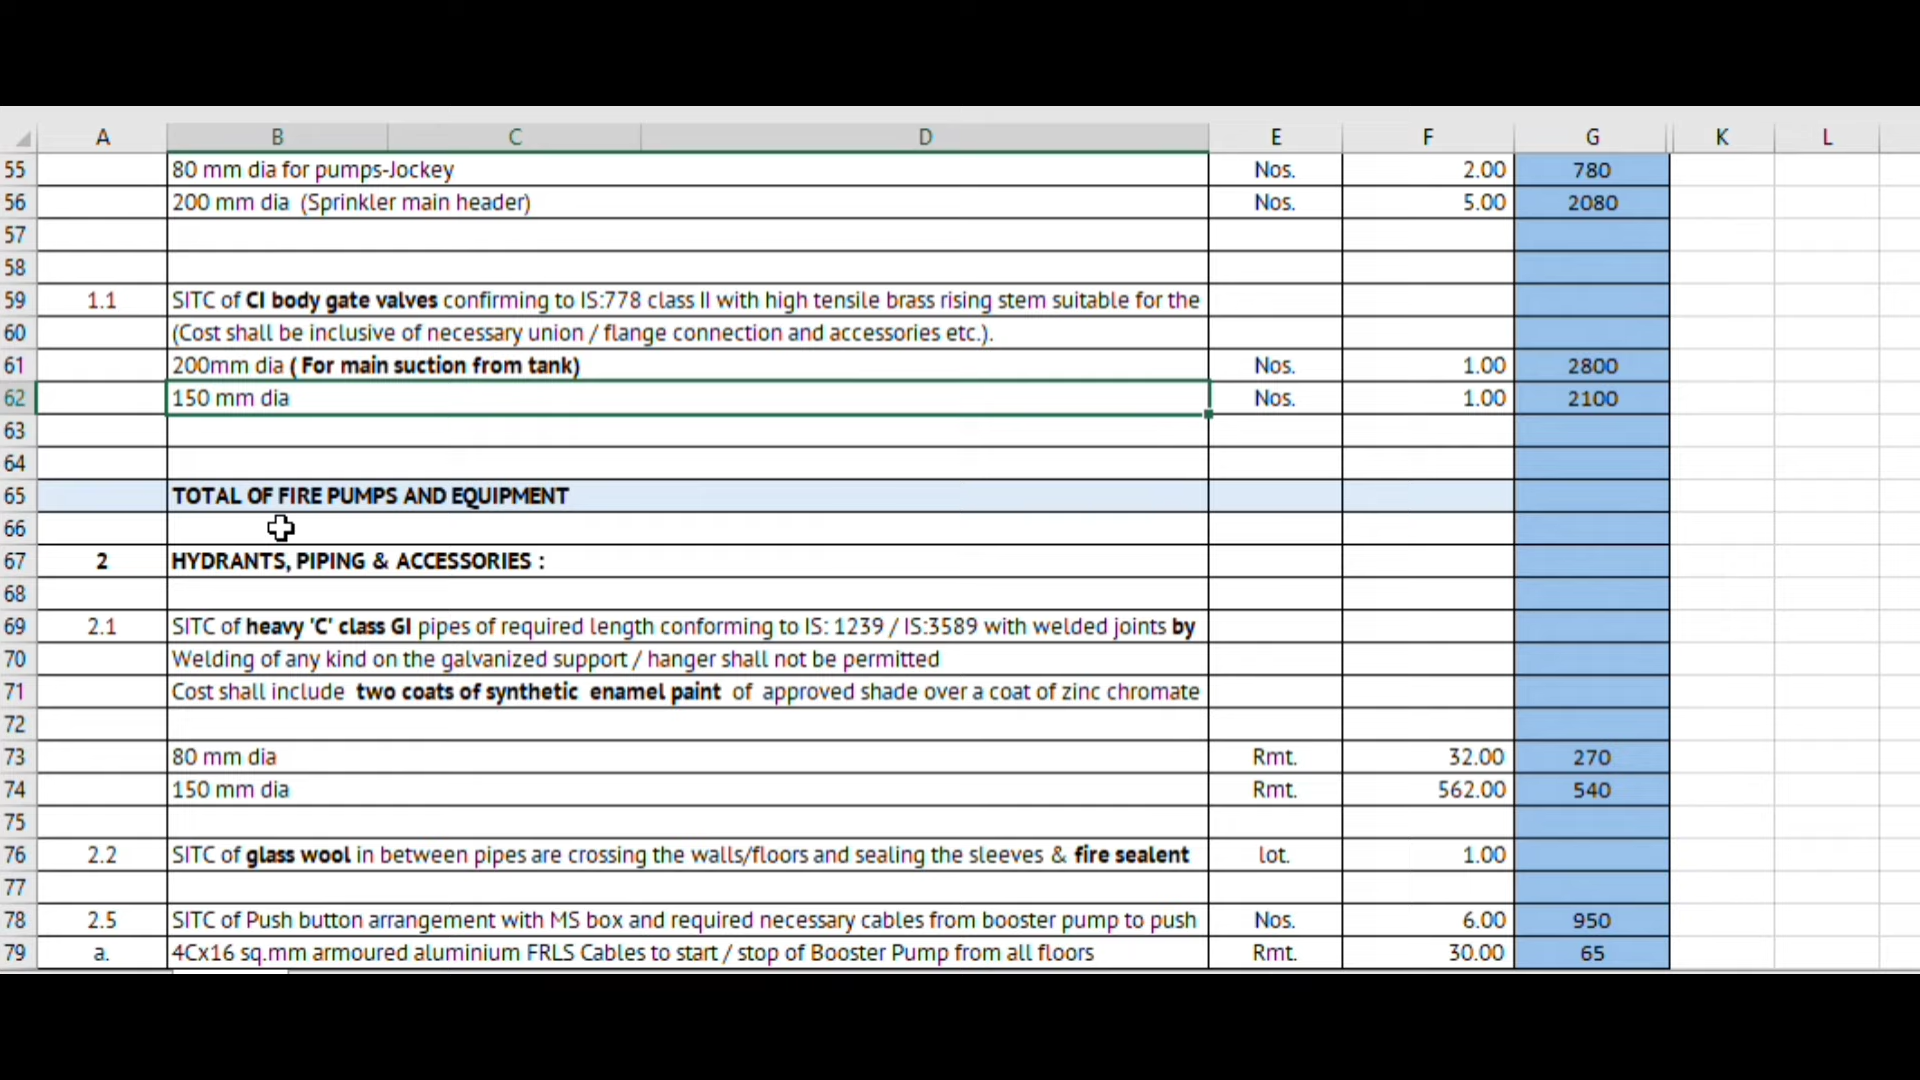 A B C D E F G K L
55 80 mm dia for pumps-Jockey Nos. 2.00 780
56 200 mm dia (Sprinkler main header) Nos. 5.00 2080
57
58
59 1.1 SITC of CI body gate valves confirming to IS:778 class II with high tensile brass rising stem suitable for the
60 (Cost shall be inclusive of necessary union / flange connection and accessories etc.).
61 200mm dia ( For main suction from tank) Nos. 1.00 2800
62 150 mm dia Nos. 1.00 2100
63
64
65 TOTAL OF FIRE PUMPS AND EQUIPMENT
66
67 2 HYDRANTS, PIPING & ACCESSORIES :
68
69 2.1 SITC of heavy 'C' class GI pipes of required length conforming to IS: 1239 / IS:3589 with welded joints by
70 Welding of any kind on the galvanized support / hanger shall not be permitted
71 Cost shall include two coats of synthetic enamel paint of approved shade over a coat of zinc chromate
72
73 80 mm dia Rmt. 32.00 270
74 150 mm dia Rmt. 562.00 540
75
76 2.2 SITC of glass wool in between pipes are crossing the walls/floors and sealing the sleeves & fire sealent lot. 1.00
77
78 2.5 SITC of Push button arrangement with MS box and required necessary cables from booster pump to push Nos. 6.00 950
79 a. 4Cx16 sq.mm armoured aluminium FRLS Cables to start / stop of Booster Pump from all floors Rmt. 30.00 65